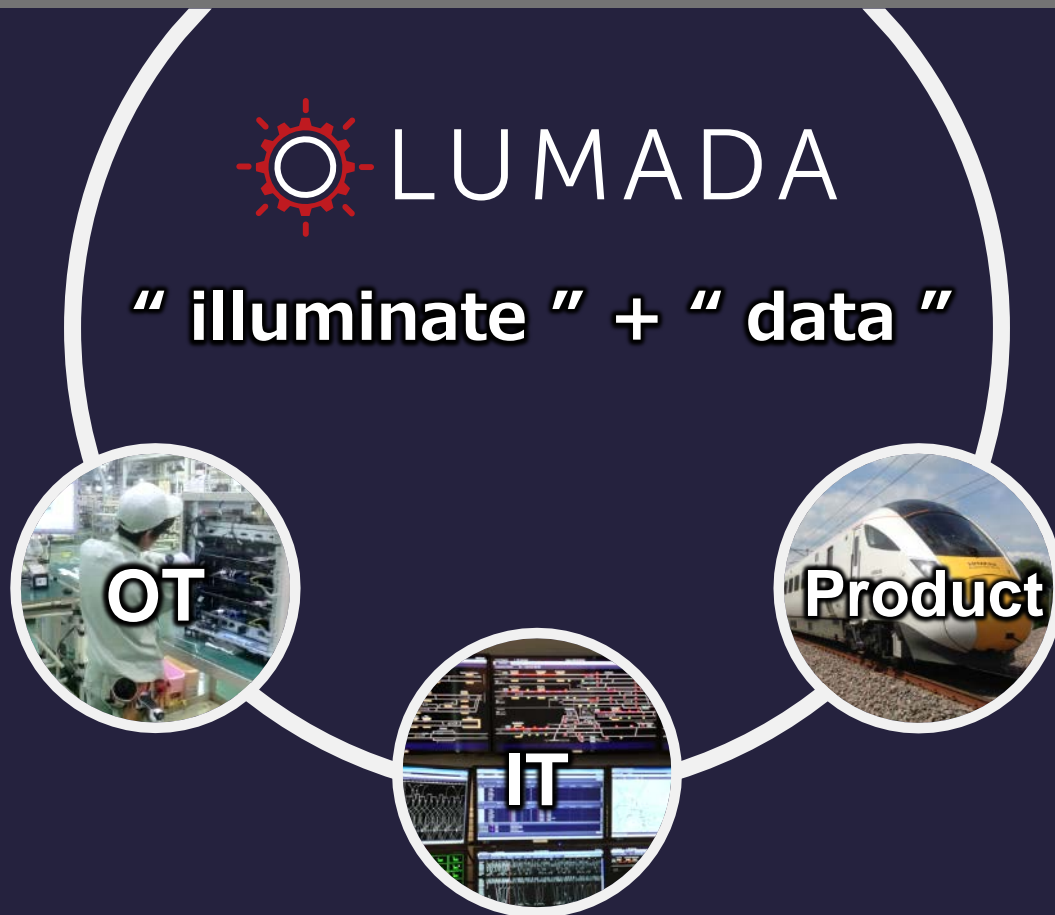 LUMADA
“ illuminate ” + “ data ”
OT
Product
IT